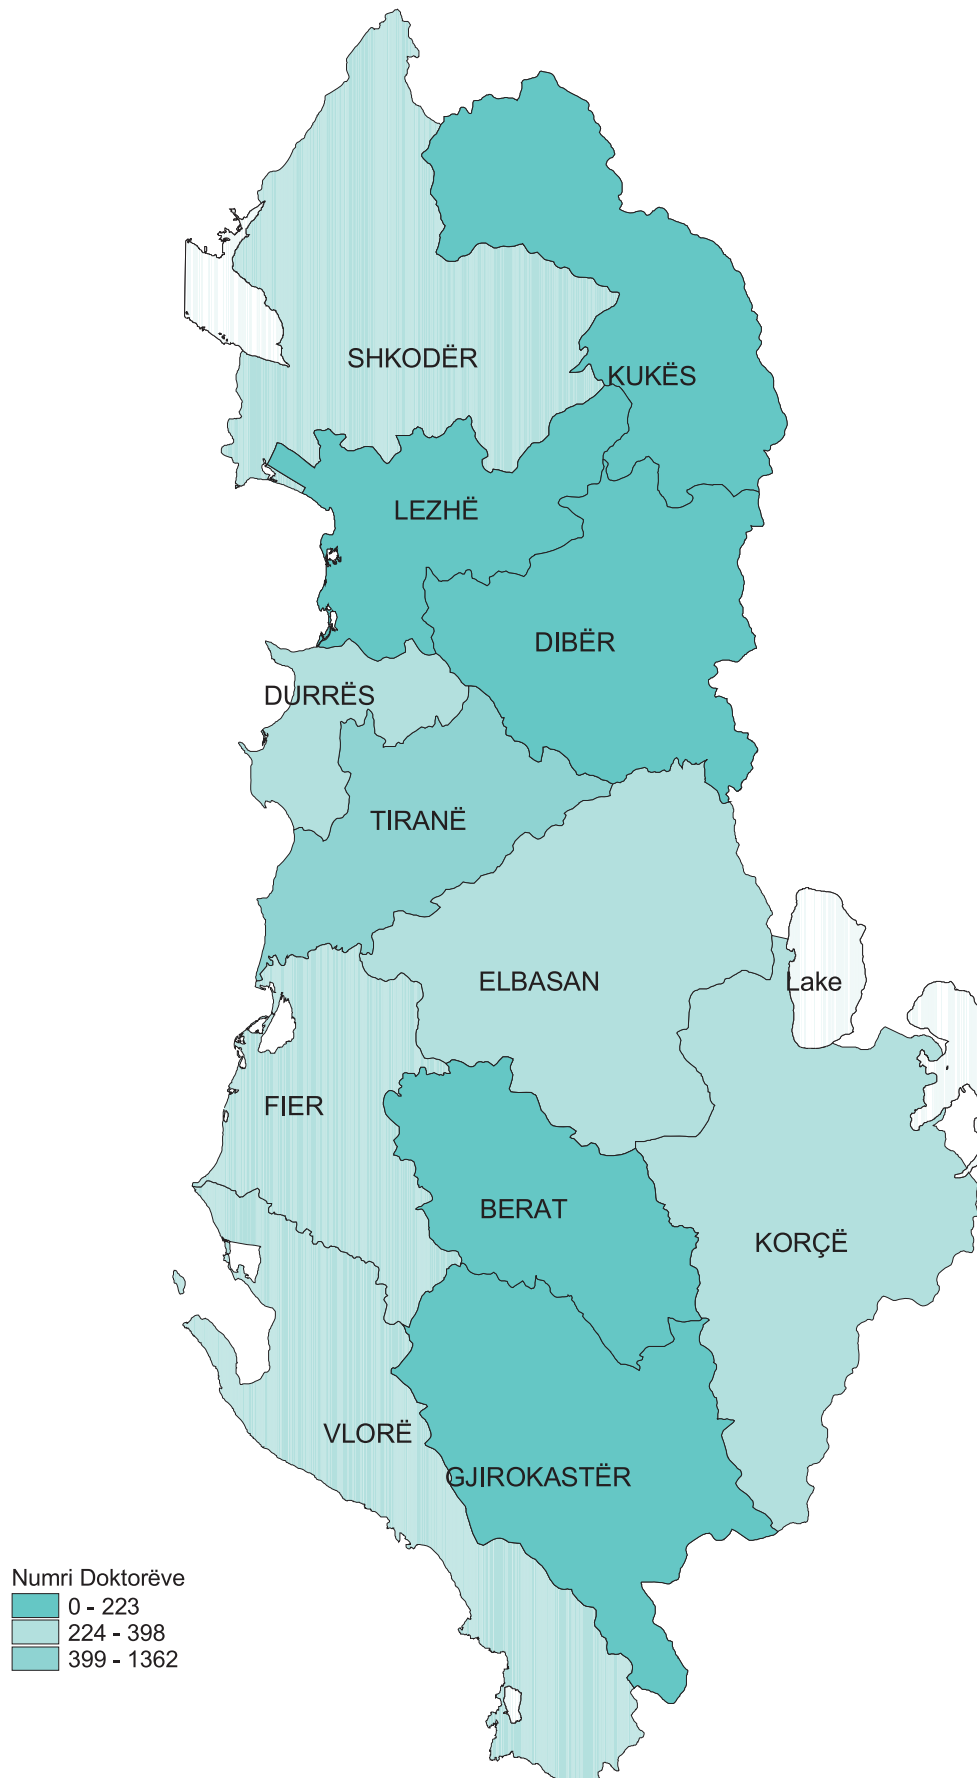 SHKODËR
KUKËS
LEZHË
DIBËR
DURRËS
TIRANË
ELBASAN
Lake
FIER
BERAT
KORÇË
VLORË
GJIROKASTËR
Numri Doktorëve
0 - 223
224 - 398
399 - 1362